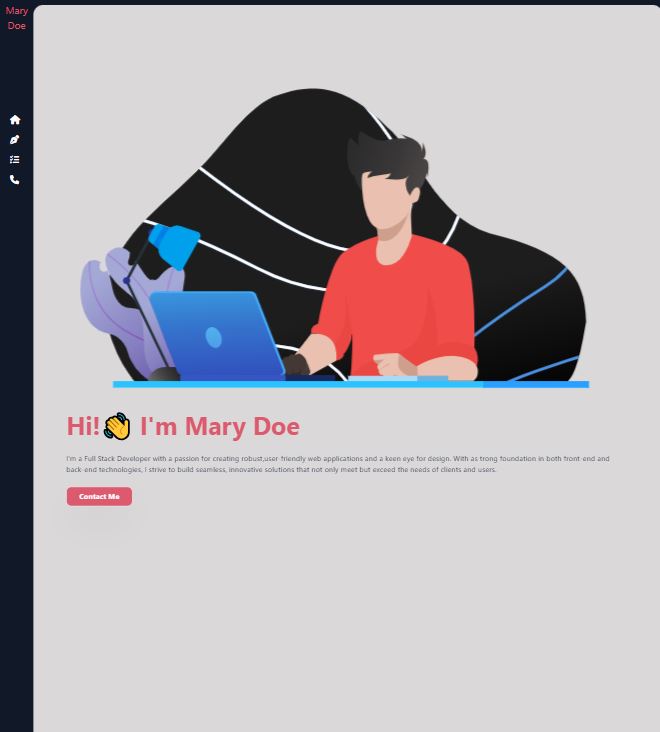 Mary
Doe
Hi!👋 I'm Mary Doe
I'm a Full Stack Developer with a passion for creating robust,user-friendly web applications and a keen eye for design. With as trong foundation in both front-end and
back-end technologies, I strive to build seamless, innovative solutions that not only meet but exceed the needs of clients and users.
Contact Me